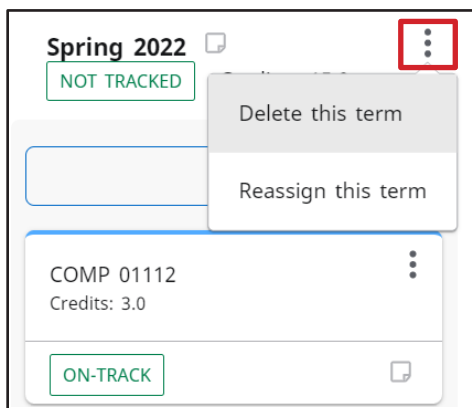 Spring 2022
NOT TRACKED
Delete this term
Reassign this term
COMP 01112
Credits: 3.0
ON-TRACK